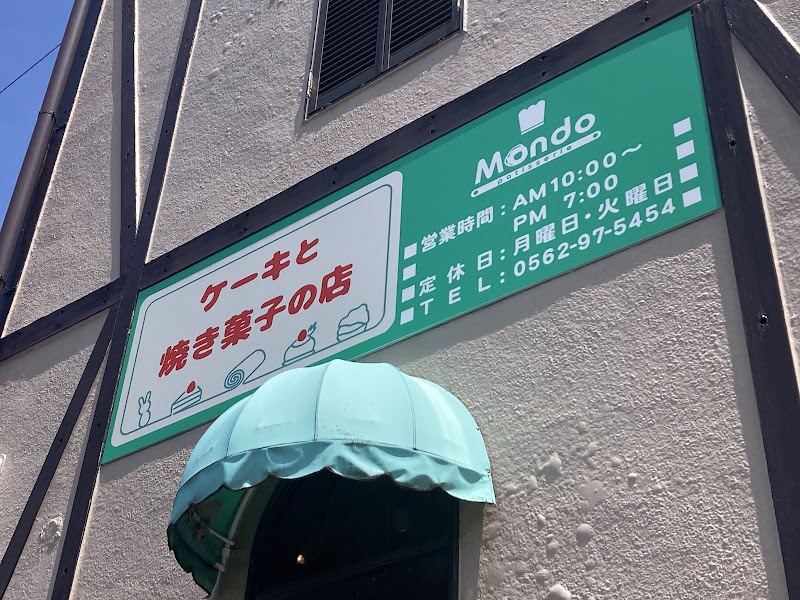 ケーキと
焼き菓子の店
Mondo
patisserie
営業時間：AM10:00～
PM 7:00
定休日：月曜日・火曜日
TEL：0562-97-5454